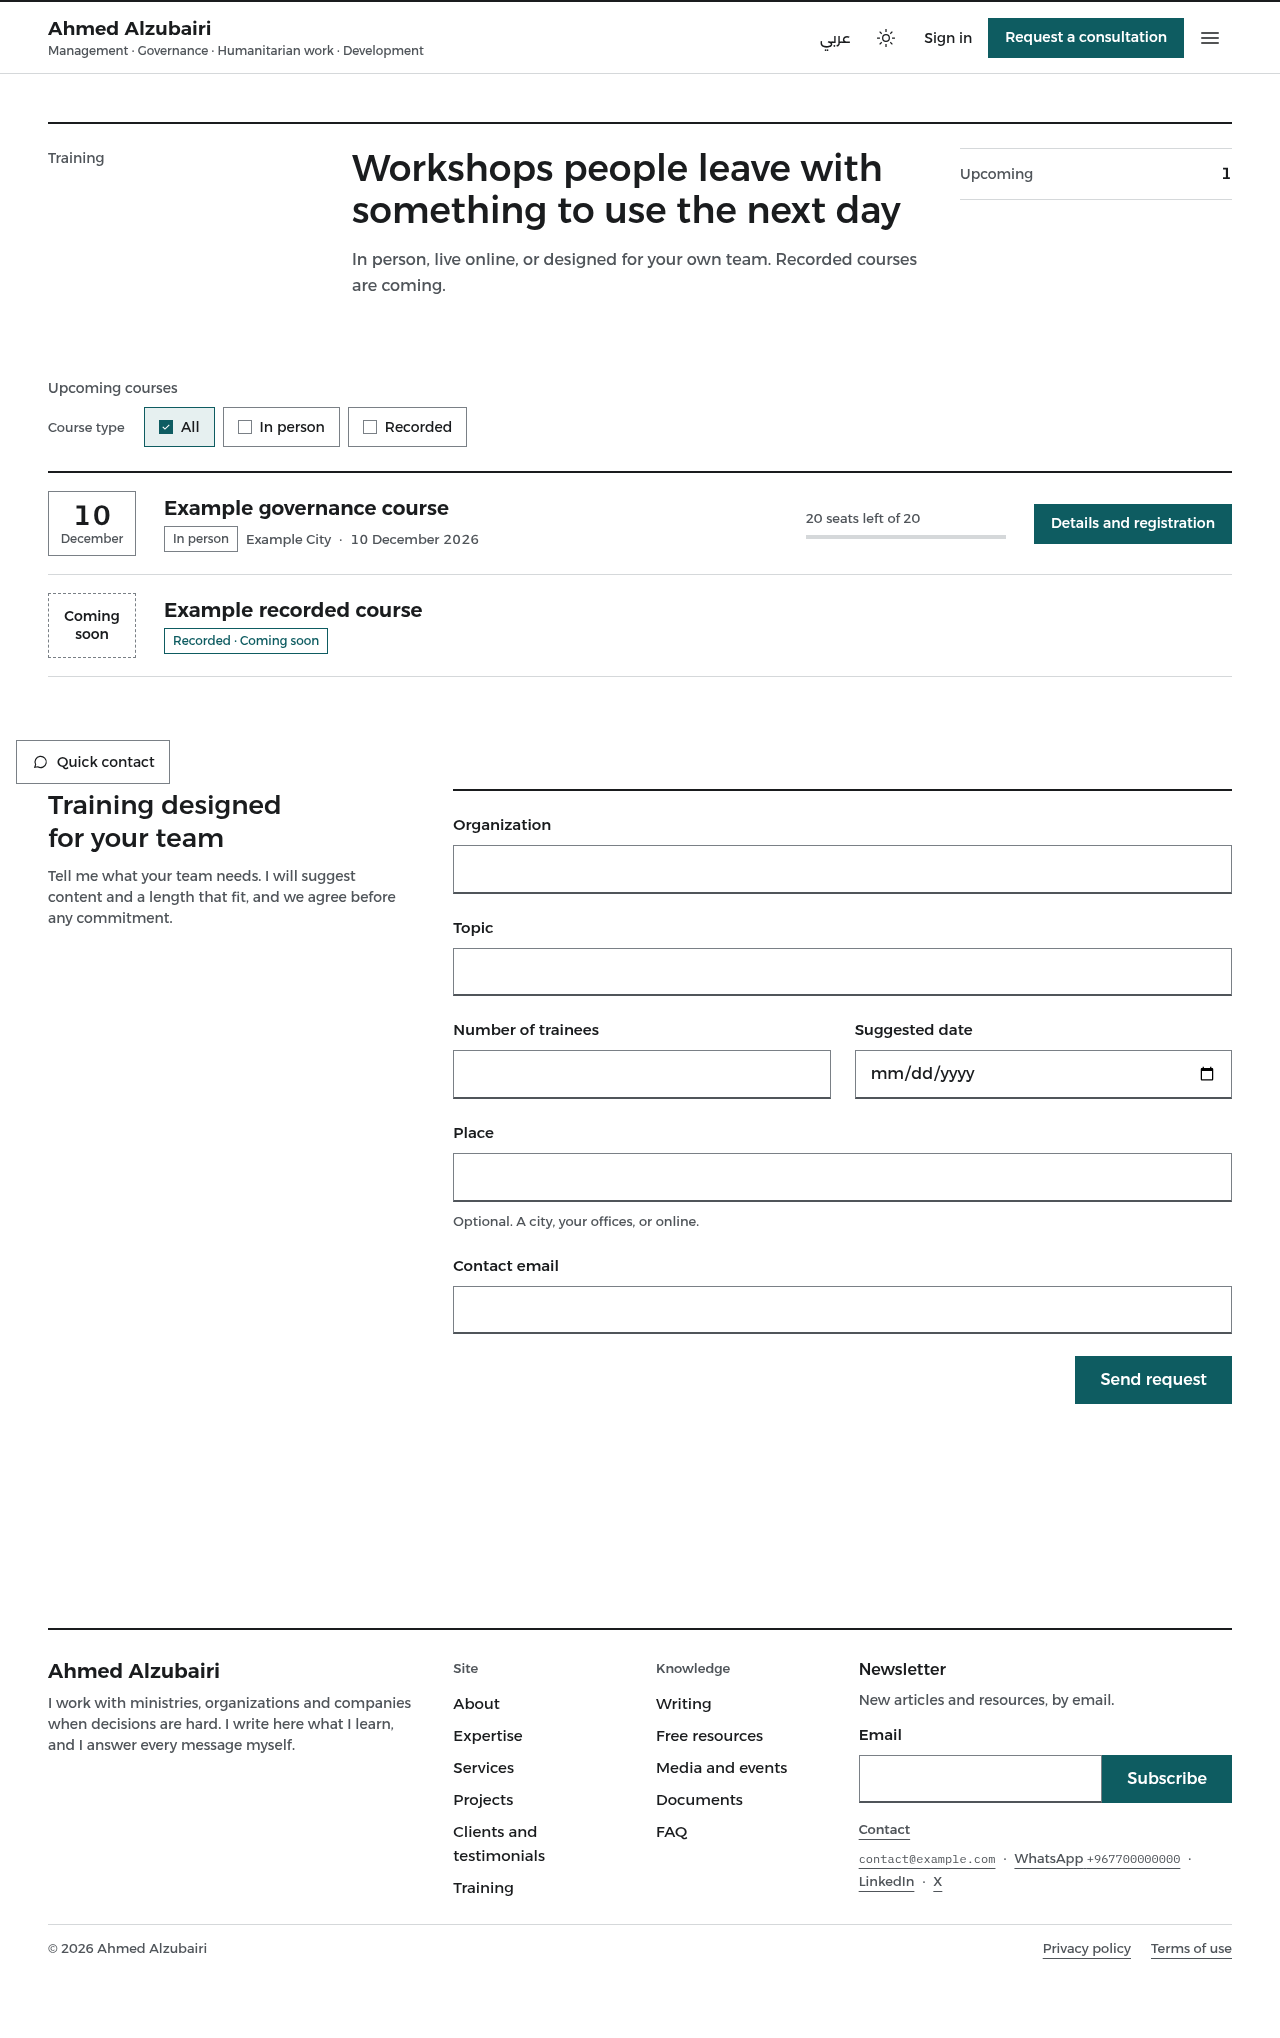 Ahmed Alzubairi
Management · Governance · Humanitarian work · Development
عربي
Sign in
Request a consultation
Training
Workshops people leave with
something to use the next day
In person, live online, or designed for your own team. Recorded courses
are coming.
Upcoming 1
Upcoming courses
Course type
All
In person
Recorded
10
December
Example governance course
In person
Example City · 10 December 2026
20 seats left of 20
Details and registration
Coming
soon
Example recorded course
Recorded · Coming soon
Quick contact
Training designed
for your team
Tell me what your team needs. I will suggest
content and a length that fit, and we agree before
any commitment.
Organization
Topic
Number of trainees
Suggested date
mm/dd/yyyy
Place
Optional. A city, your offices, or online.
Contact email
Send request
Ahmed Alzubairi
I work with ministries, organizations and companies
when decisions are hard. I write here what I learn,
and I answer every message myself.
Site
About
Expertise
Services
Projects
Clients and
testimonials
Training
Knowledge
Writing
Free resources
Media and events
Documents
FAQ
Newsletter
New articles and resources, by email.
Email
Subscribe
Contact
contact@example.com · WhatsApp +967700000000 ·
LinkedIn · X
© 2026 Ahmed Alzubairi
Privacy policy
Terms of use